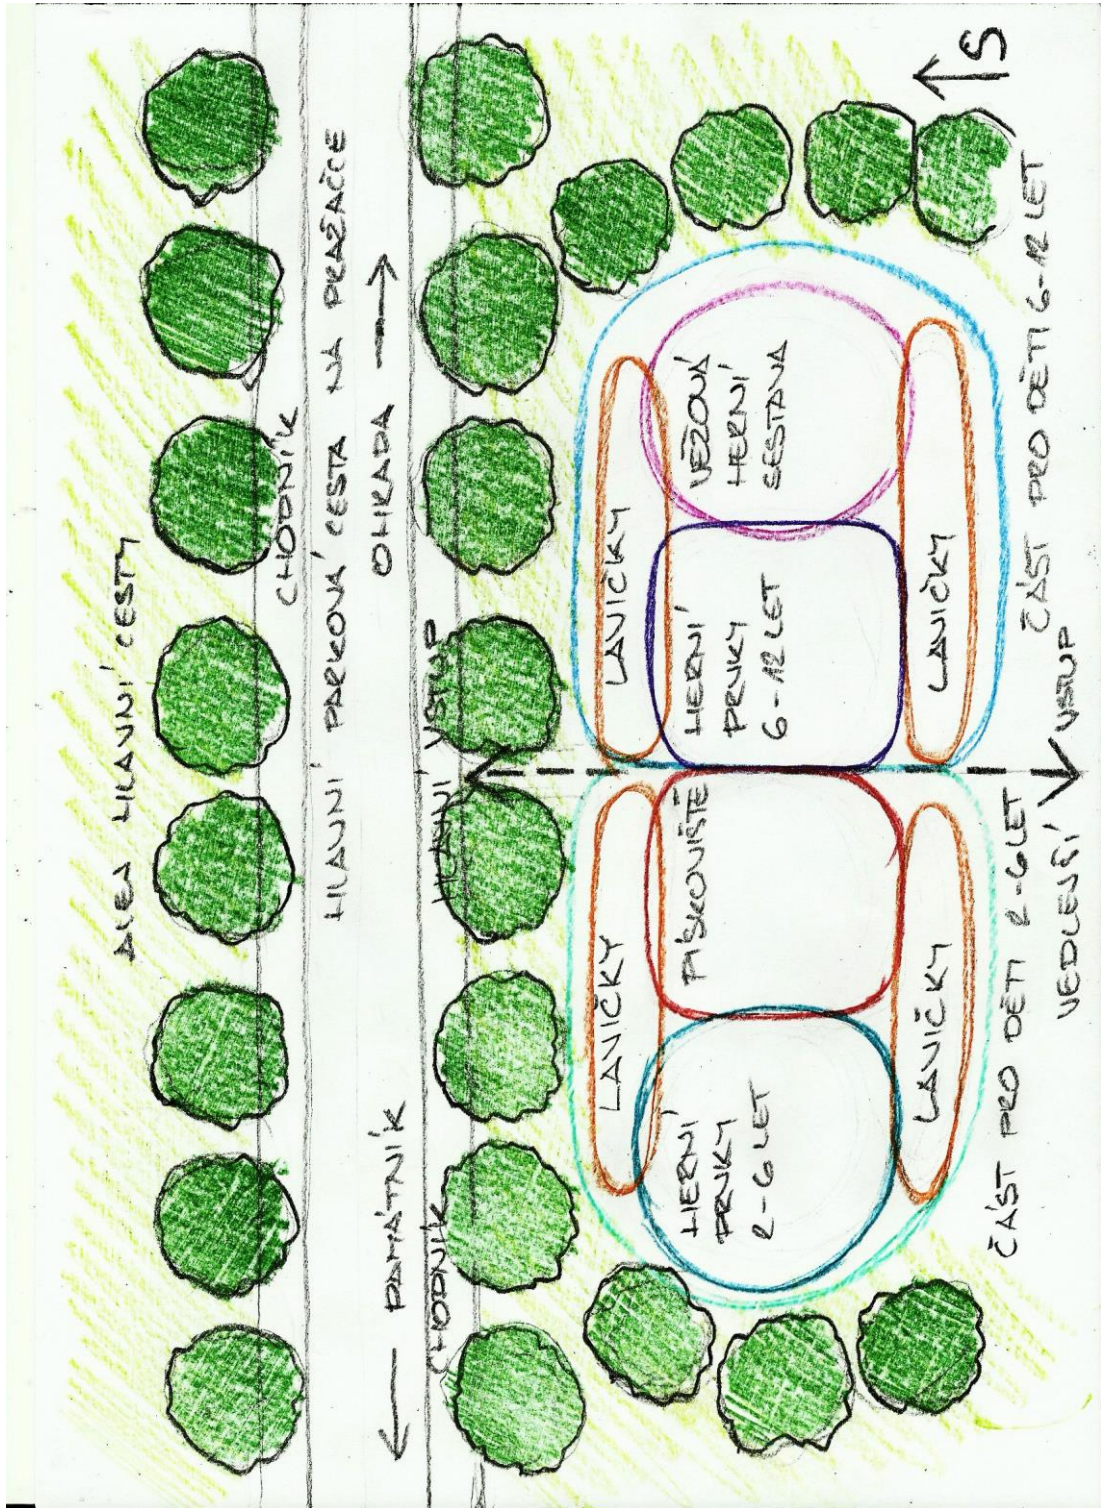 ALEJ HLAVNÍ CESTY
CHODNÍK
HLAVNÍ PARKOVÁ CESTA NA PRAŽAČCE
← PAMÁTNÍK
OHRADA →
CHODNÍK
HLAVNÍ VSTUP
LAVIČKY
LAVIČKY
HERNÍ
PRVKY
2-6 LET
PÍSKOVIŠTĚ
HERNÍ
PRVKY
6-12 LET
VĚŽOVÁ
HERNÍ
SESTAVA
LAVIČKY
LAVIČKY
ČÁST PRO DĚTI 2-6 LET
ČÁST PRO DĚTI 6-12 LET
VEDLEJŠÍ VSTUP
S